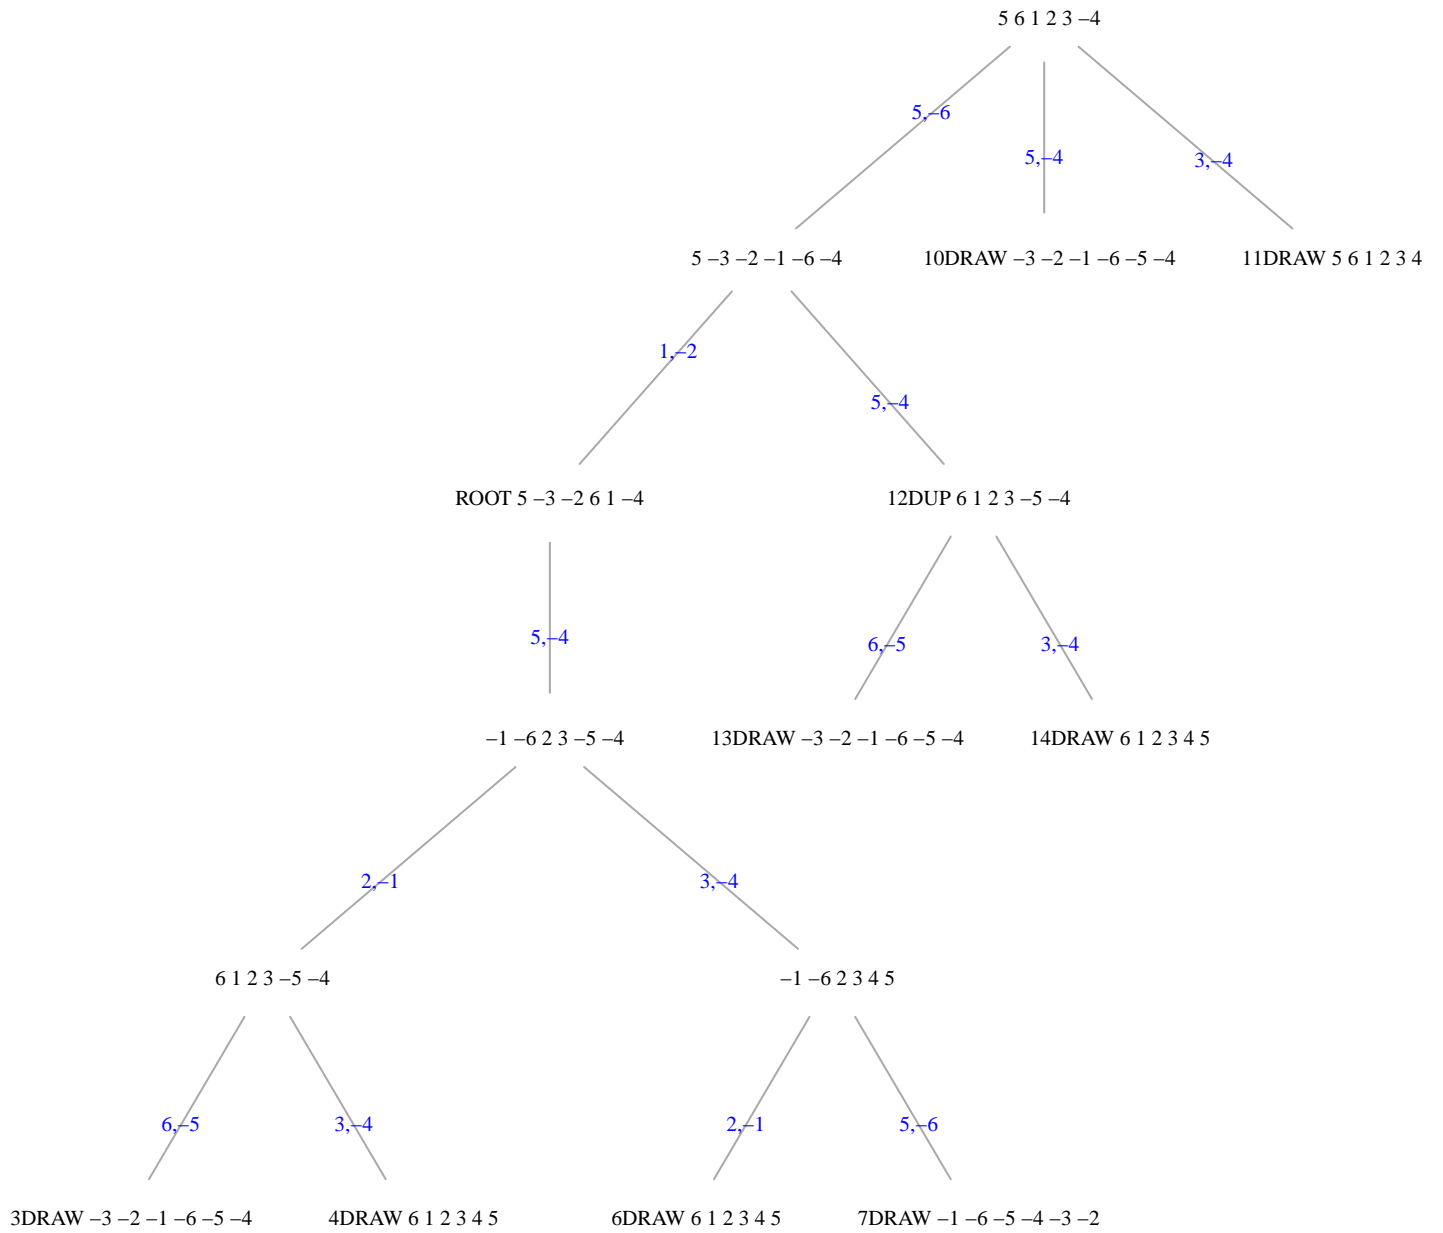 5 6 1 2 3 –4
5,–6
5,–4
3,–4
5 –3 –2 –1 –6 –4
10DRAW –3 –2 –1 –6 –5 –4
11DRAW 5 6 1 2 3 4
1,–2
5,–4
ROOT 5 –3 –2 6 1 –4
12DUP 6 1 2 3 –5 –4
5,–4
6,–5
3,–4
–1 –6 2 3 –5 –4
13DRAW –3 –2 –1 –6 –5 –4
14DRAW 6 1 2 3 4 5
2,–1
3,–4
6 1 2 3 –5 –4
–1 –6 2 3 4 5
6,–5
3,–4
2,–1
5,–6
3DRAW –3 –2 –1 –6 –5 –4
4DRAW 6 1 2 3 4 5
6DRAW 6 1 2 3 4 5
7DRAW –1 –6 –5 –4 –3 –2